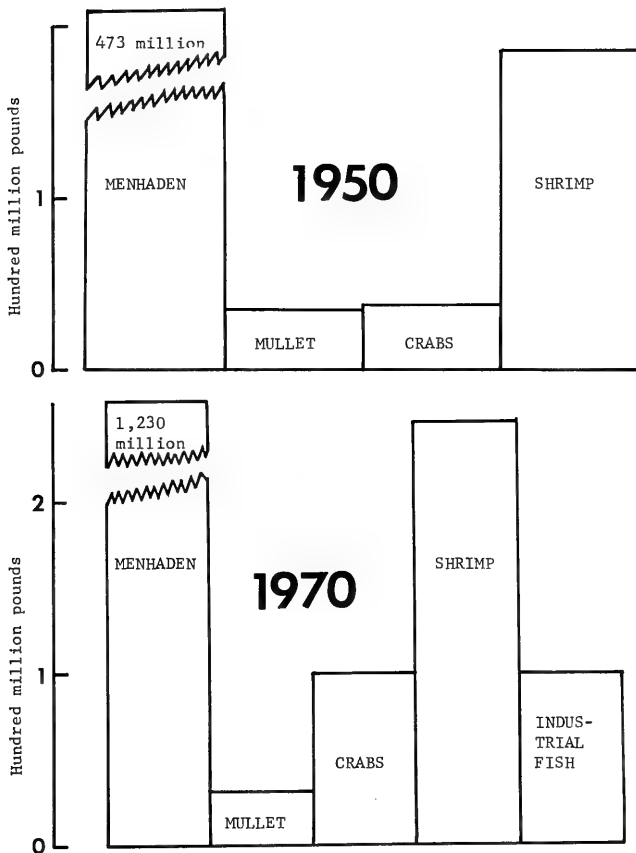 473 million
Hundred million pounds
1
0
MENHADEN
1950
SHRIMP
MULLET
CRABS
1,230
million
Hundred million pounds
2
1
0
MENHADEN
SHRIMP
1970
CRABS
INDUS-
TRIAL
FISH
MULLET